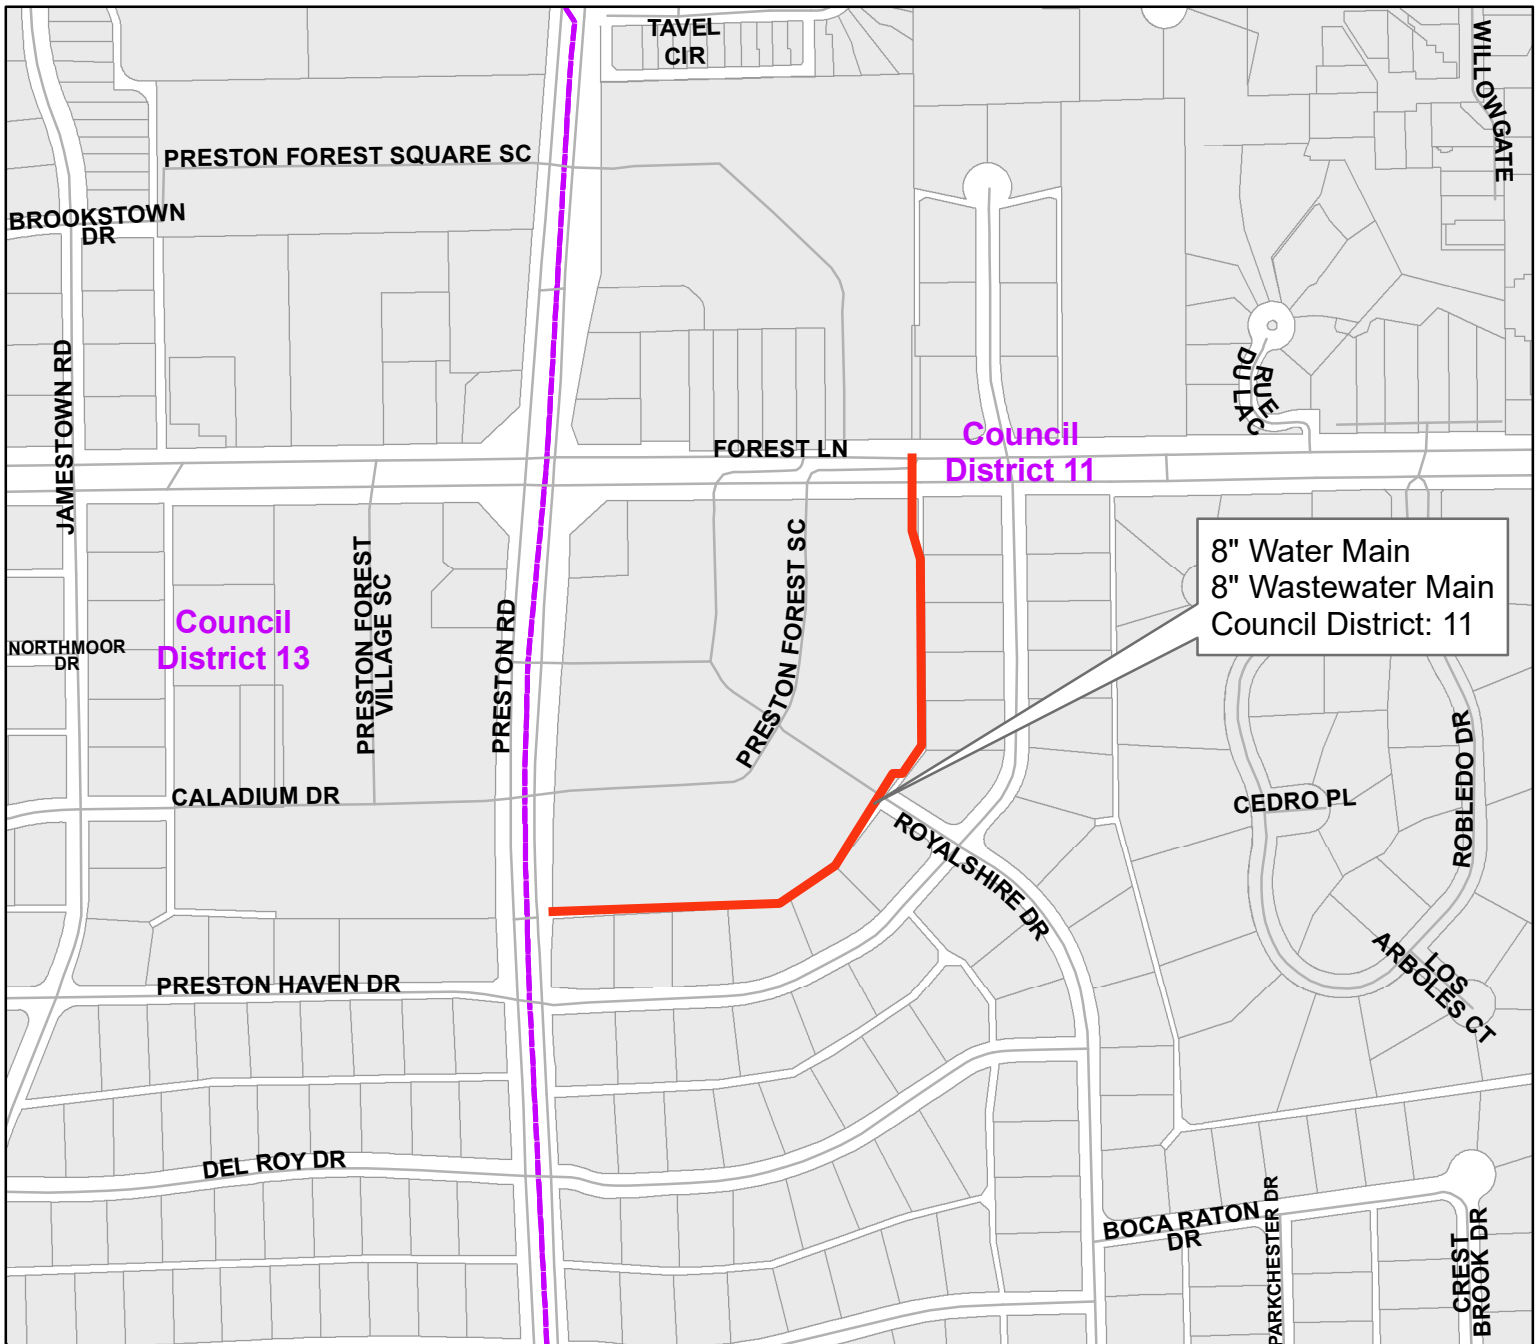 TAVEL
CIR
WILLOWGATE
PRESTON FOREST SQUARE SC
BROOKSTOWN
DR
JAMESTOWN RD
RUE
DU LAC
FOREST LN
Council
District 11
8" Water Main
8" Wastewater Main
Council District: 11
PRESTON FOREST
VILLAGE SC
PRESTON FOREST SC
PRESTON RD
Council
District 13
NORTHMOOR
DR
CALADIUM DR
CEDRO PL
ROBLEDO DR
ROYALSHIRE DR
LOS
ARBOLES CT
PRESTON HAVEN DR
DEL ROY DR
BOCA RATON
DR
PARKCHESTER DR
CREST
BROOK DR